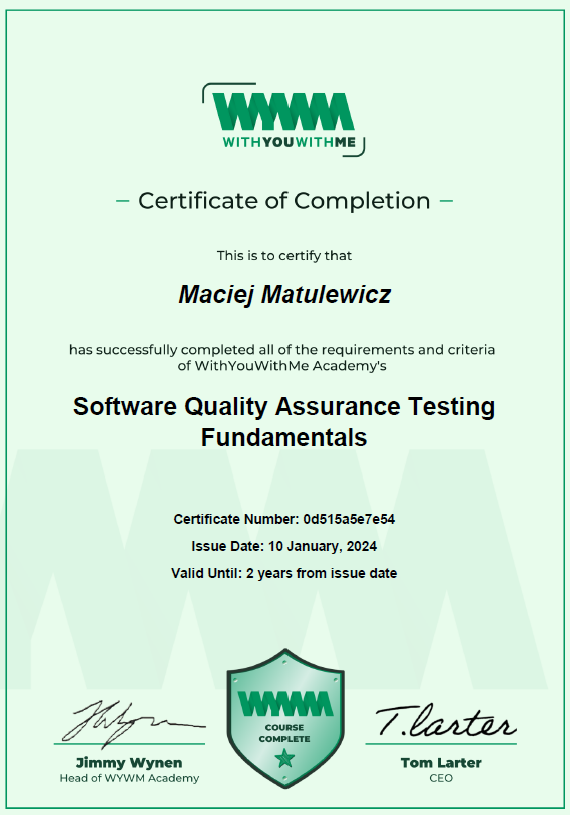 WYWM
WITHYOUWITHME
Certificate of Completion
This is to certify that
Maciej Matulewicz
has successfully completed all of the requirements and criteria
of WithYouWithMe Academy's
Software Quality Assurance Testing
Fundamentals
Certificate Number: 0d515a5e7e54
Issue Date: 10 January, 2024
Valid Until: 2 years from issue date
WYWM
COURSE
COMPLETE
T.larter
Jimmy Wynen
Head of WYWM Academy
Tom Larter
CEO